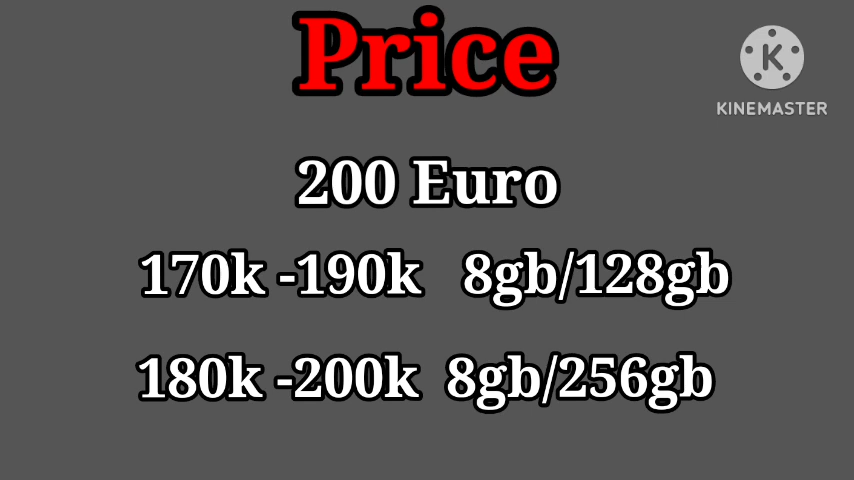 Price
KINEMASTER
200 Euro
170k -190k 8gb/128gb
180k -200k 8gb/256gb